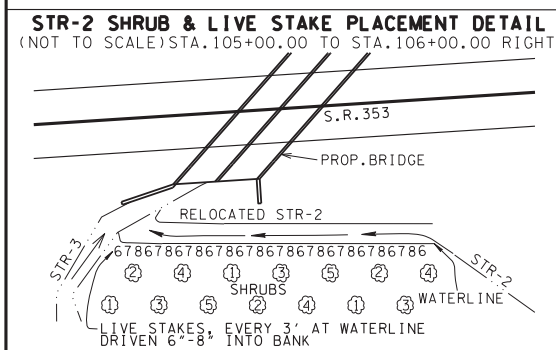 STR-2 SHRUB & LIVE STAKE PLACEMENT DETAIL
(NOT TO SCALE) STA.105+00.00 TO STA.106+00.00 RIGHT
S.R.353
PROP.BRIDGE
RELOCATED STR-2
STR-3
678678678678678678678678678678686
STR-2
2 4 1 3 5 2 4
SHRUBS
WATERLINE
1 3 5 2 4 1 3
LIVE STAKES, EVERY 3' AT WATERLINE
DRIVEN 6"-8" INTO BANK